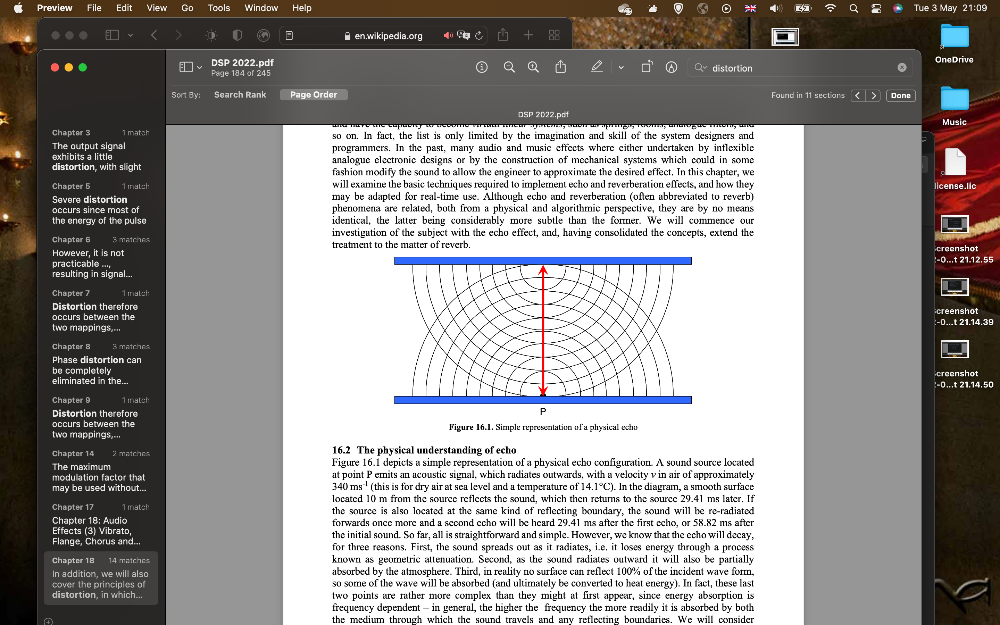 Preview File Edit View Go Tools Window Help
Tue 3 May 21:09
en.wikipedia.org
OneDrive
Music
license.lic
Screenshot
2-0...t 21.12.55
Screenshot
2-0...t 21.14.39
Screenshot
2-0...t 21.14.50
DSP 2022.pdf
Page 184 of 245
distortion
Sort By: Search Rank Page Order
Found in 11 sections
Done
DSP 2022.pdf
Chapter 3 1 match
The output signal
exhibits a little
distortion, with slight
Chapter 5 1 match
Severe distortion
occurs since most of
the energy of the pulse
Chapter 6 3 matches
However, it is not
practicable ...,
resulting in signal...
Chapter 7 1 match
Distortion therefore
occurs between the
two mappings,...
Chapter 8 3 matches
Phase distortion can
be completely
eliminated in the...
Chapter 9 1 match
Distortion therefore
occurs between the
two mappings,...
Chapter 14 2 matches
The maximum
modulation factor that
may be used without...
Chapter 17 1 match
Chapter 18: Audio
Effects (3) Vibrato,
Flange, Chorus and...
Chapter 18 14 matches
In addition, we will also
cover the principles of
distortion, in which...
and have the capacity to become virtual linear systems, such as springs, rooms, analogue filters, and
so on. In fact, the list is only limited by the imagination and skill of the system designers and
programmers. In the past, many audio and music effects where either undertaken by inflexible
analogue electronic designs or by the construction of mechanical systems which could in some
fashion modify the sound to allow the engineer to approximate the desired effect. In this chapter, we
will examine the basic techniques required to implement echo and reverberation effects, and how they
may be adapted for real-time use. Although echo and reverberation (often abbreviated to reverb)
phenomena are related, both from a physical and algorithmic perspective, they are by no means
identical, the latter being considerably more subtle than the former. We will commence our
investigation of the subject with the echo effect, and, having consolidated the concepts, extend the
treatment to the matter of reverb.
P
Figure 16.1. Simple representation of a physical echo
16.2 The physical understanding of echo
Figure 16.1 depicts a simple representation of a physical echo configuration. A sound source located
at point P emits an acoustic signal, which radiates outwards, with a velocity v in air of approximately
340 ms⁻¹ (this is for dry air at sea level and a temperature of 14.1°C). In the diagram, a smooth surface
located 10 m from the source reflects the sound, which then returns to the source 29.41 ms later. If
the source is also located at the same kind of reflecting boundary, the sound will be re-radiated
forwards once more and a second echo will be heard 29.41 ms after the first echo, or 58.82 ms after
the initial sound. So far, all is straightforward and simple. However, we know that the echo will decay,
for three reasons. First, the sound spreads out as it radiates, i.e. it loses energy through a process
known as geometric attenuation. Second, as the sound radiates outward it will also be partially
absorbed by the atmosphere. Third, in reality no surface can reflect 100% of the incident wave form,
so some of the wave will be absorbed (and ultimately be converted to heat energy). In fact, these last
two points are rather more complex than they might at first appear, since energy absorption is
frequency dependent – in general, the higher the frequency the more readily it is absorbed by both
the medium through which the sound travels and any reflecting boundaries. We will consider